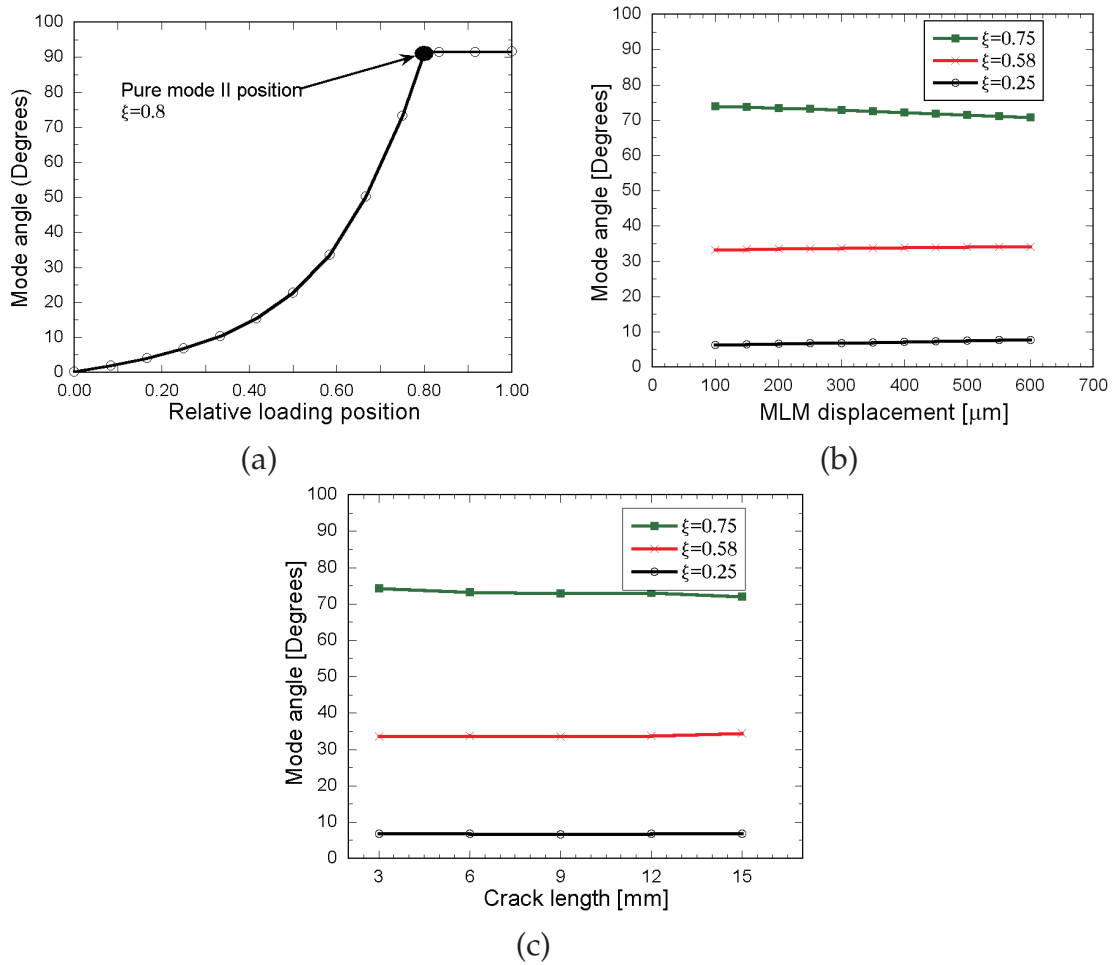 100
90
80
70
60
50
40
30
20
10
0
Mode angle (Degrees)
Pure mode II position
ξ=0.8
0.00 0.20 0.40 0.60 0.80 1.00
Relative loading position
(a)
100
90
80
70
60
50
40
30
20
10
0
Mode angle [Degrees]
ξ=0.75
ξ=0.58
ξ=0.25
0 100 200 300 400 500 600 700
MLM displacement [μm]
(b)
100
90
80
70
60
50
40
30
20
10
0
Mode angle [Degrees]
ξ=0.75
ξ=0.58
ξ=0.25
3 6 9 12 15
Crack length [mm]
(c)